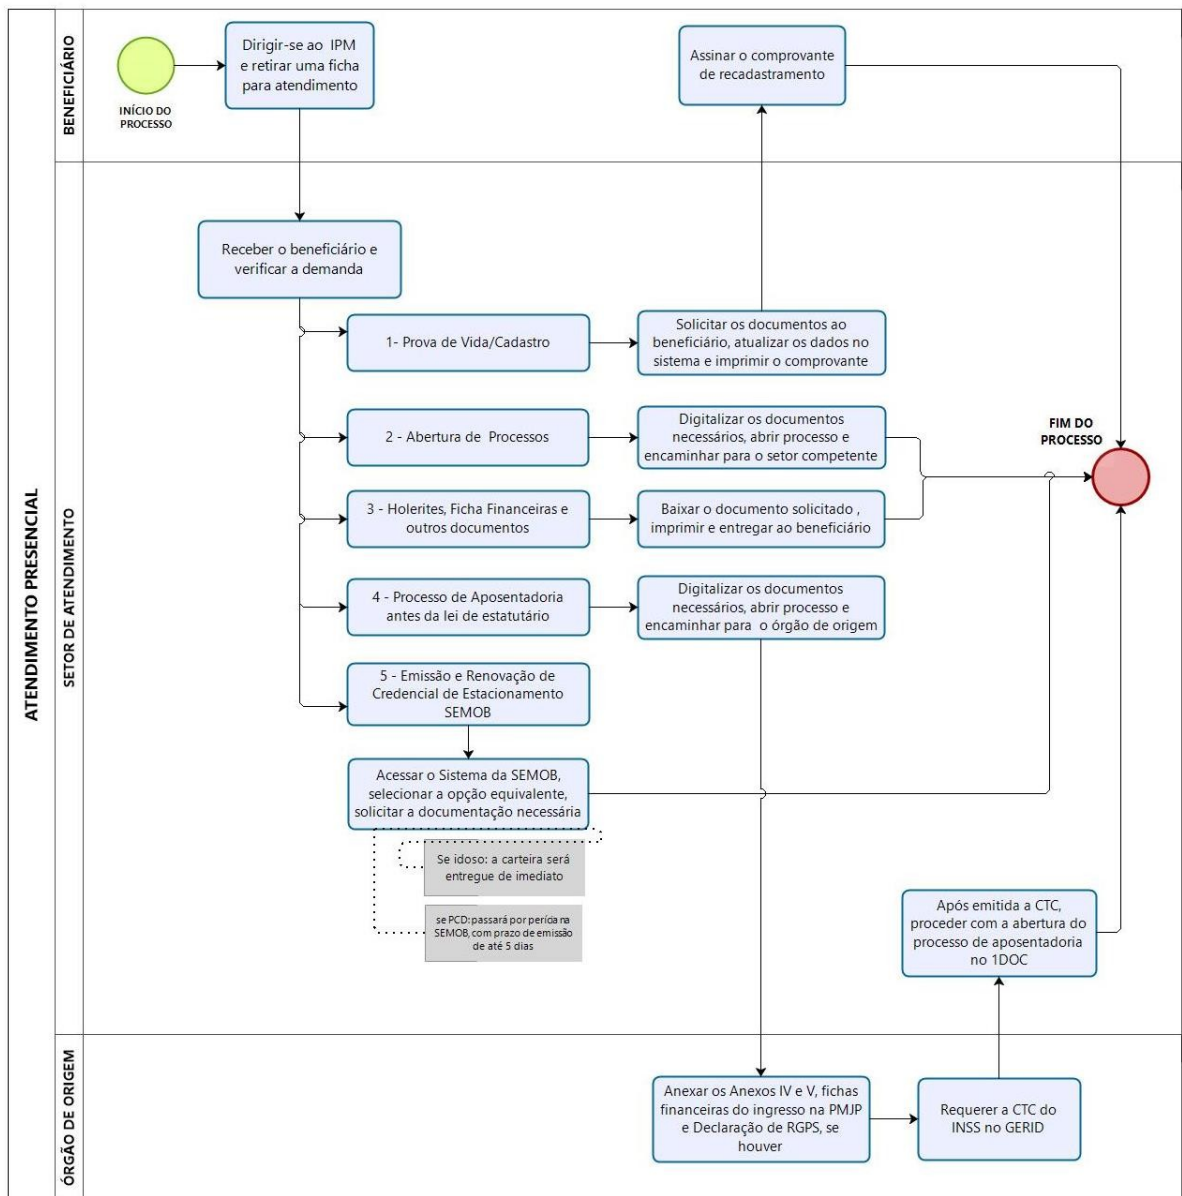 ATENDIMENTO PRESENCIAL
BENEFICIÁRIO
INÍCIO DO
PROCESSO
Dirigir-se ao IPM
e retirar uma ficha
para atendimento
Assinar o comprovante
de recadastramento
SETOR DE ATENDIMENTO
Receber o beneficiário e
verificar a demanda
1- Prova de Vida/Cadastro
Solicitar os documentos ao
beneficiário, atualizar os dados no
sistema e imprimir o comprovante
2 - Abertura de Processos
Digitalizar os documentos
necessários, abrir processo e
encaminhar para o setor competente
FIM DO
PROCESSO
3 - Holerites, Ficha Financeiras e
outros documentos
Baixar o documento solicitado ,
imprimir e entregar ao beneficiário
4 - Processo de Aposentadoria
antes da lei de estatutário
Digitalizar os documentos
necessários, abrir processo e
encaminhar para o órgão de origem
5 - Emissão e Renovação de
Credencial de Estacionamento
SEMOB
Acessar o Sistema da SEMOB,
selecionar a opção equivalente,
solicitar a documentação necessária
Se idoso: a carteira será
entregue de imediato
se PCD: passará por perícia na
SEMOB, com prazo de emissão
de até 5 dias
Após emitida a CTC,
proceder com a abertura do
processo de aposentadoria
no 1DOC
ÓRGÃO DE ORIGEM
Anexar os Anexos IV e V, fichas
financeiras do ingresso na PMJP
e Declaração de RGPS, se
houver
Requerer a CTC do
INSS no GERID